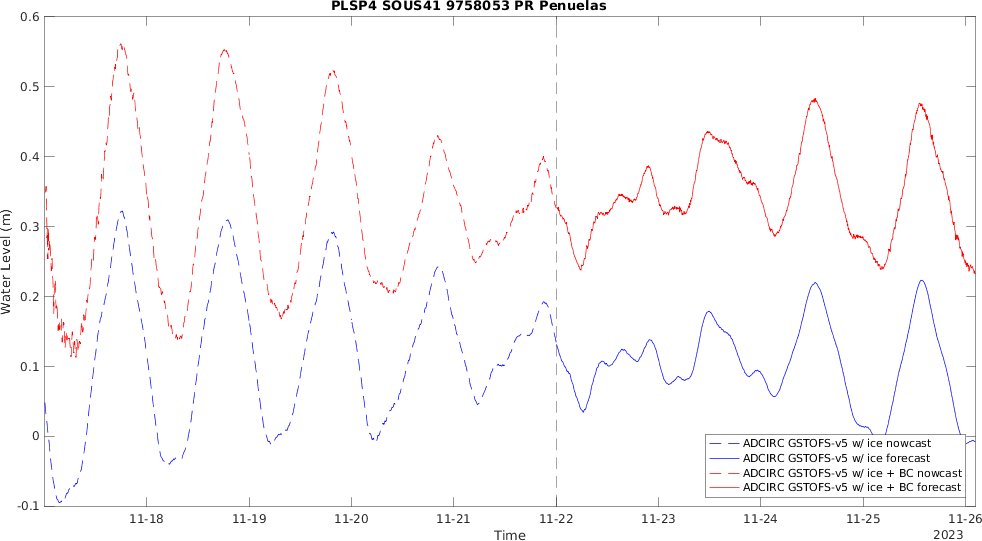 PLSP4 SOUS41 9758053 PR Penuelas
0.6
0.5
0.4
0.3
0.2
0.1
0
-0.1
Water Level (m)
ADCIRC GSTOFS-v5 w/ ice nowcast
ADCIRC GSTOFS-v5 w/ ice forecast
ADCIRC GSTOFS-v5 w/ ice + BC nowcast
ADCIRC GSTOFS-v5 w/ ice + BC forecast
11-18 11-19 11-20 11-21 11-22 11-23 11-24 11-25 11-26
Time
2023